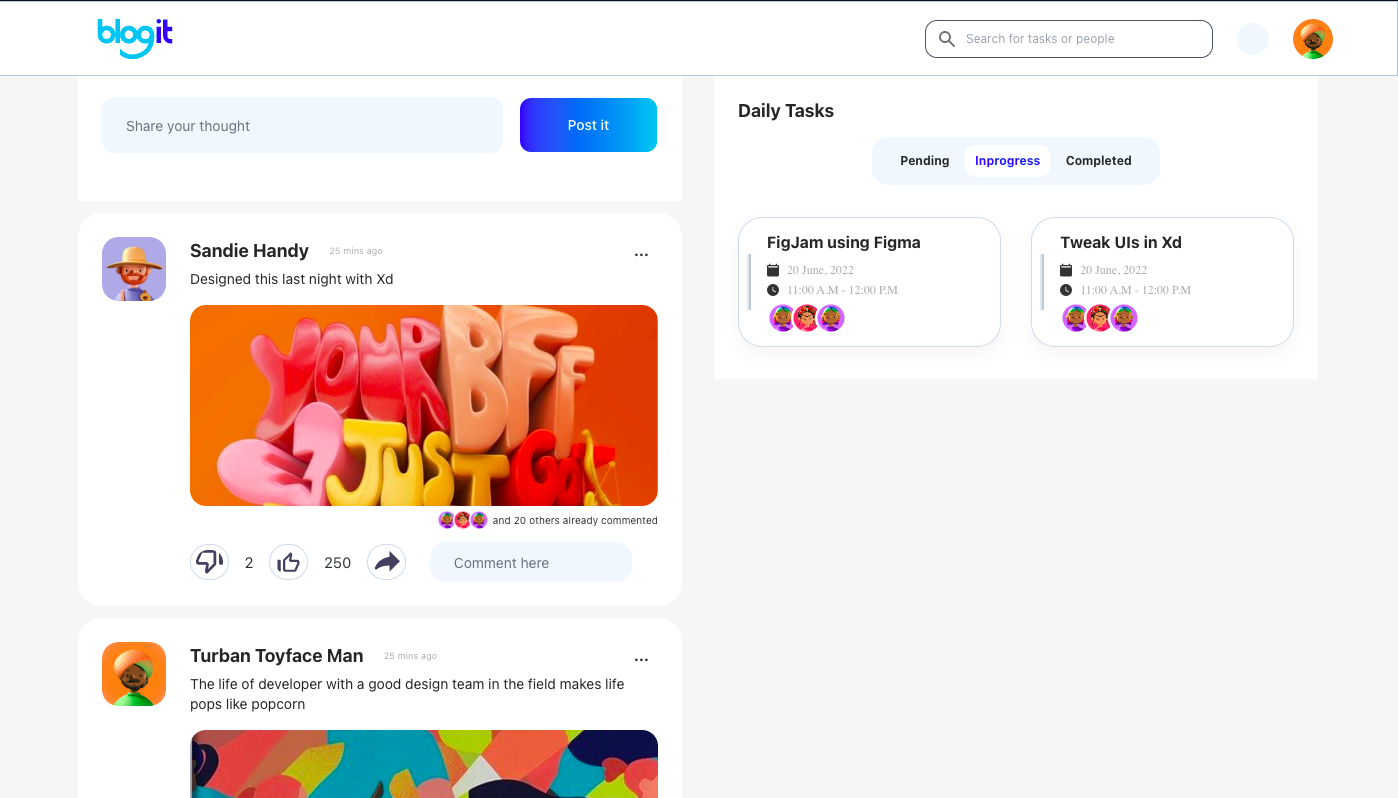 blogit
Search for tasks or people
Share your thought
Post it
Sandie Handy 25 mins ago
Designed this last night with Xd
YOUR BFF
JUST
and 20 others already commented
2 250 Comment here
Turban Toyface Man 25 mins ago
The life of developer with a good design team in the field makes life
pops like popcorn
Daily Tasks
Pending Inprogress Completed
FigJam using Figma
20 June, 2022
11:00 A.M - 12:00 P.M
Tweak UIs in Xd
20 June, 2022
11:00 A.M - 12:00 P.M